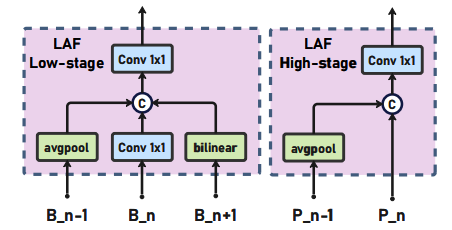 LAF
Low-stage
Conv 1x1
C
avgpool
Conv 1x1
bilinear
B_n-1
B_n
B_n+1
LAF
High-stage
Conv 1x1
C
avgpool
P_n-1
P_n